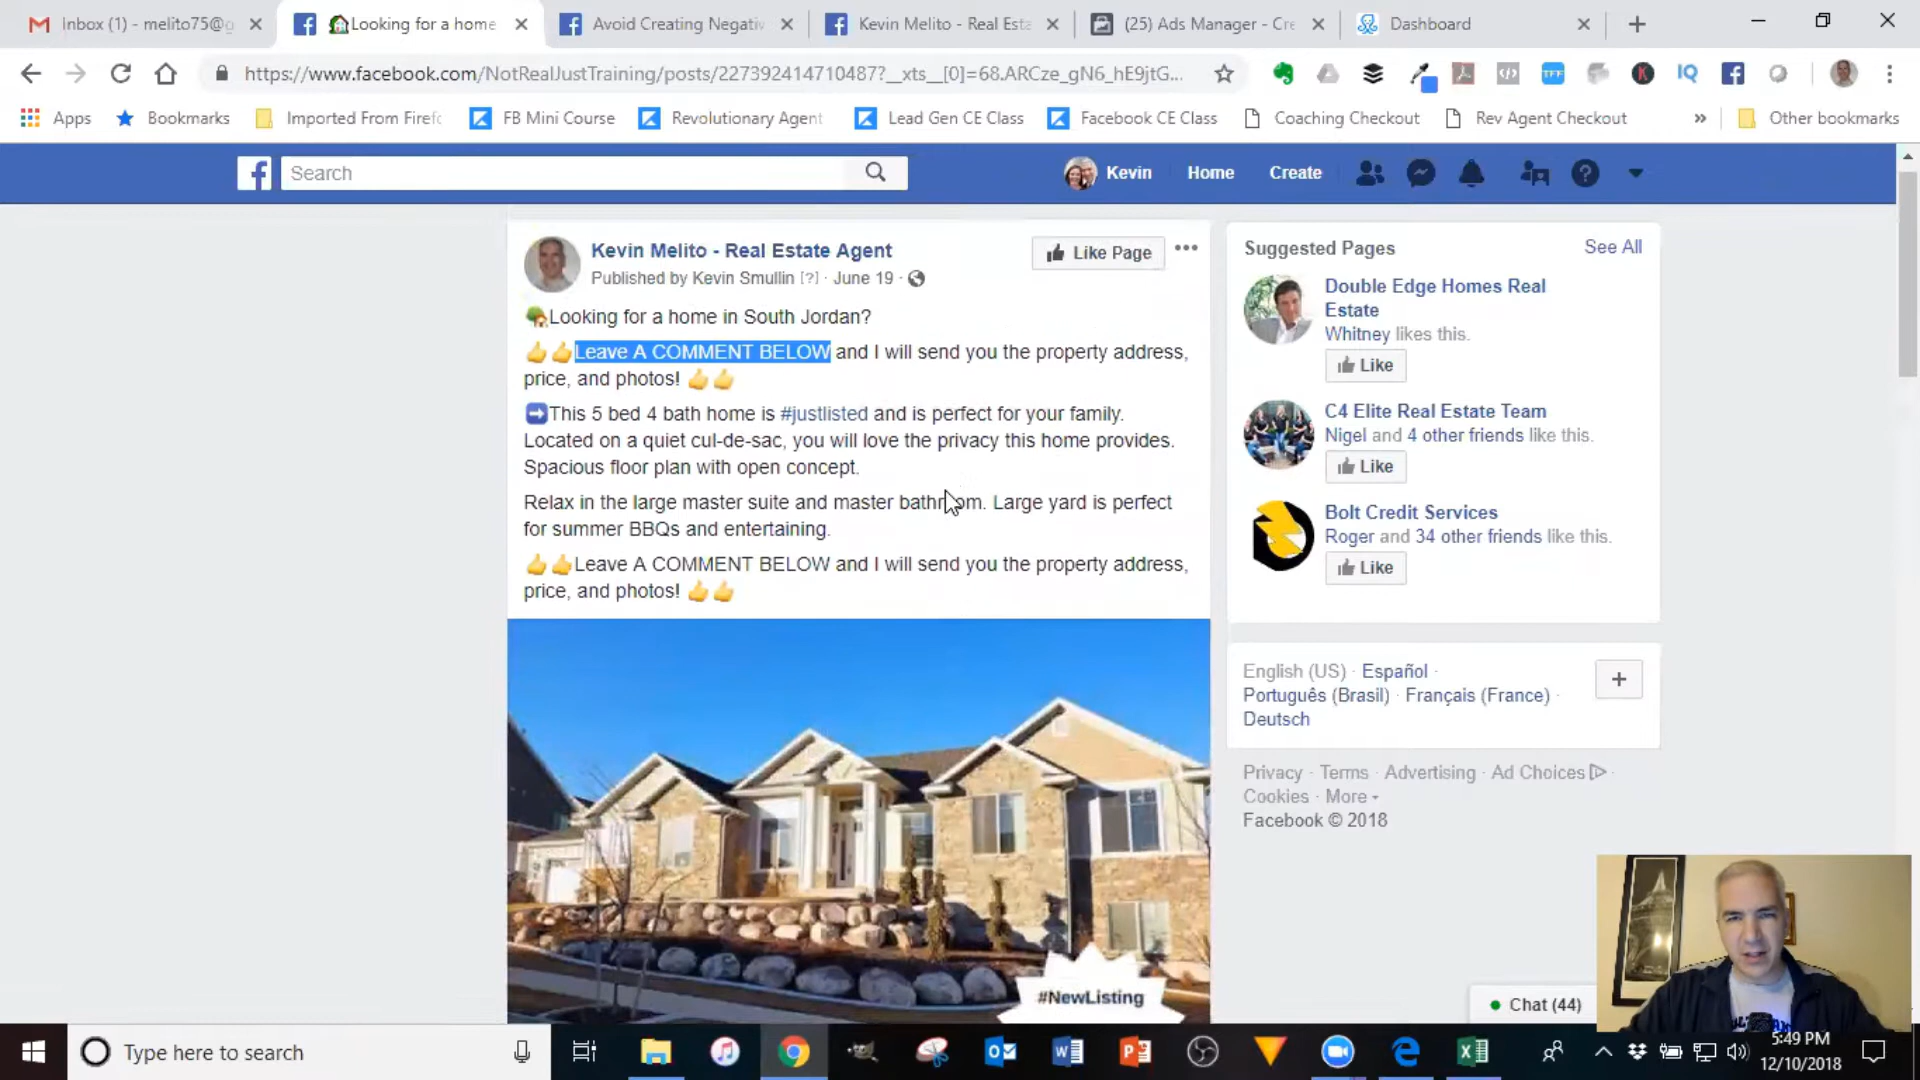 Inbox (1) - melito75@g
Looking for a home
Avoid Creating Negativ
Kevin Melito - Real Esta
(25) Ads Manager - Cre
Dashboard
https://www.facebook.com/NotRealJustTraining/posts/227392414710487?__xts__[0]=68.ARCze_gN6_hE9jtG...
Apps
Bookmarks
Imported From Firefo
FB Mini Course
Revolutionary Agent
Lead Gen CE Class
Facebook CE Class
Coaching Checkout
Rev Agent Checkout
»
Other bookmarks
Search
Kevin
Home
Create
Kevin Melito - Real Estate Agent
Published by Kevin Smullin [?] · June 19 ·
Like Page
Looking for a home in South Jordan?
Leave A COMMENT BELOW and I will send you the property address,
price, and photos!
This 5 bed 4 bath home is #justlisted and is perfect for your family.
Located on a quiet cul-de-sac, you will love the privacy this home provides.
Spacious floor plan with open concept.
Relax in the large master suite and master bathroom. Large yard is perfect
for summer BBQs and entertaining.
Leave A COMMENT BELOW and I will send you the property address,
price, and photos!
#NewListing
Suggested Pages
See All
Double Edge Homes Real
Estate
Whitney likes this.
Like
C4 Elite Real Estate Team
Nigel and 4 other friends like this.
Like
Bolt Credit Services
Roger and 34 other friends like this.
Like
English (US) · Español ·
Português (Brasil) · Français (France) ·
Deutsch
Privacy · Terms · Advertising · Ad Choices ·
Cookies · More
Facebook © 2018
Chat (44)
Type here to search
5:49 PM
12/10/2018